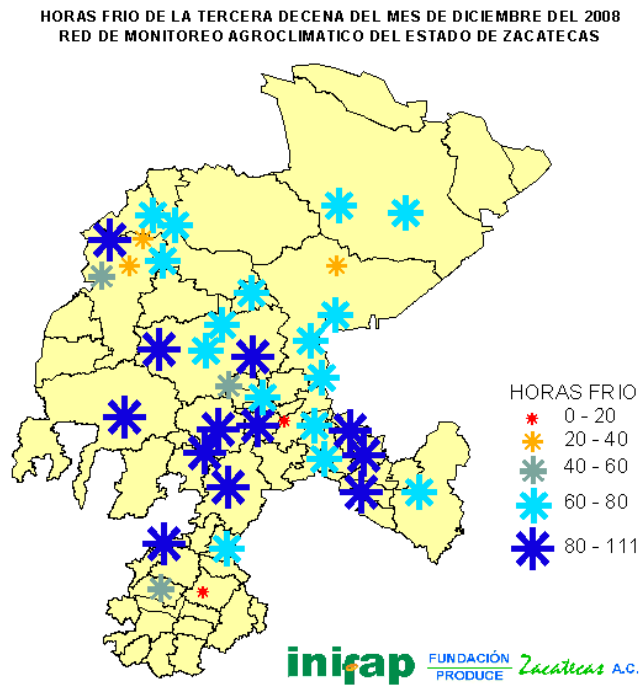 HORAS FRIO DE LA TERCERA DECENA DEL MES DE DICIEMBRE DEL 2008
RED DE MONITOREO AGROCLIMATICO DEL ESTADO DE ZACATECAS
HORAS FRIO
0 - 20
20 - 40
40 - 60
60 - 80
80 - 111
inifap
FUNDACIÓN
PRODUCE
Zacatecas A.C.